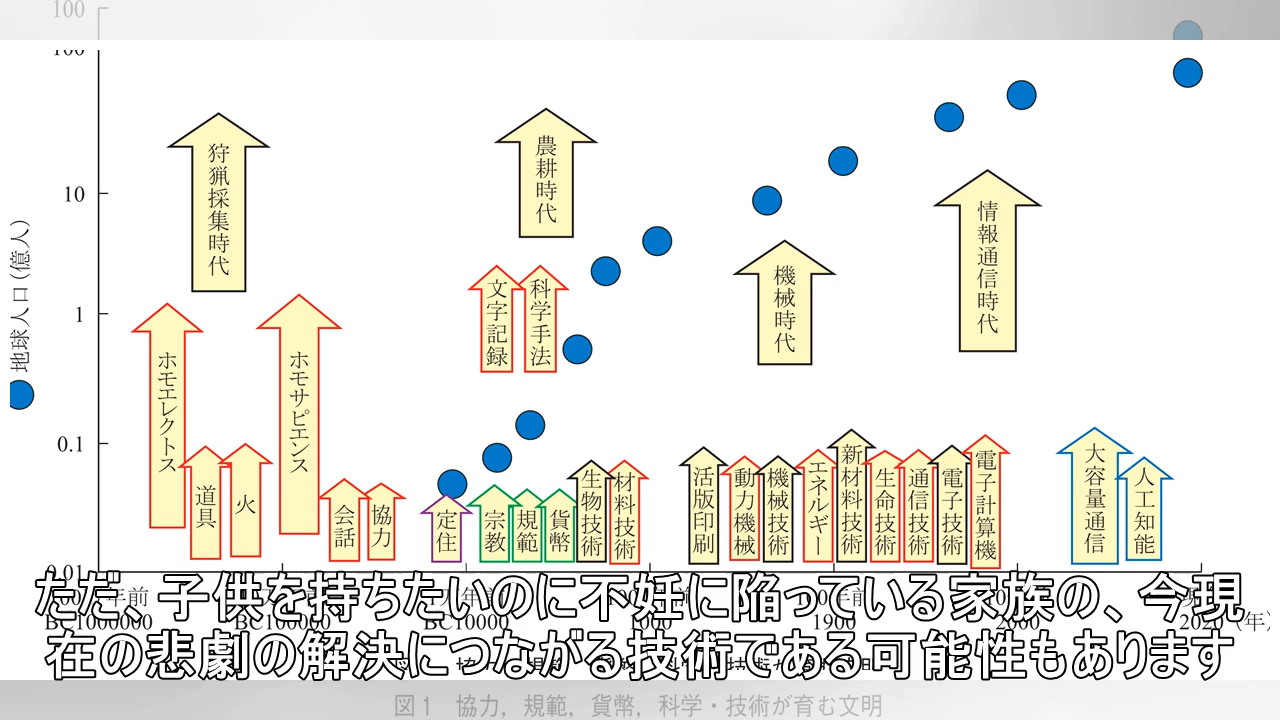 100
100
10
1
0.1
0.01
地球人口(億人)
狩猟採集時代
農耕時代
機械時代
情報通信時代
ホモエレクトス
道具
火
ホモサピエンス
会話
協力
文字記録
科学手法
定住
宗教
規範
貨幣
生物技術
材料技術
活版印刷
動力機械
機械技術
エネルギー
新材料技術
生命技術
通信技術
電子技術
電子計算機
大容量通信
人工知能
BC1000000
BC100000
BC10000
1000
1900
2000
2020
(年)
ただ、子供を持ちたいのに不妊に陥っている家族の、今現
在の悲劇の解決につながる技術である可能性もあります
図1 協力,規範,貨幣,科学・技術が育む文明